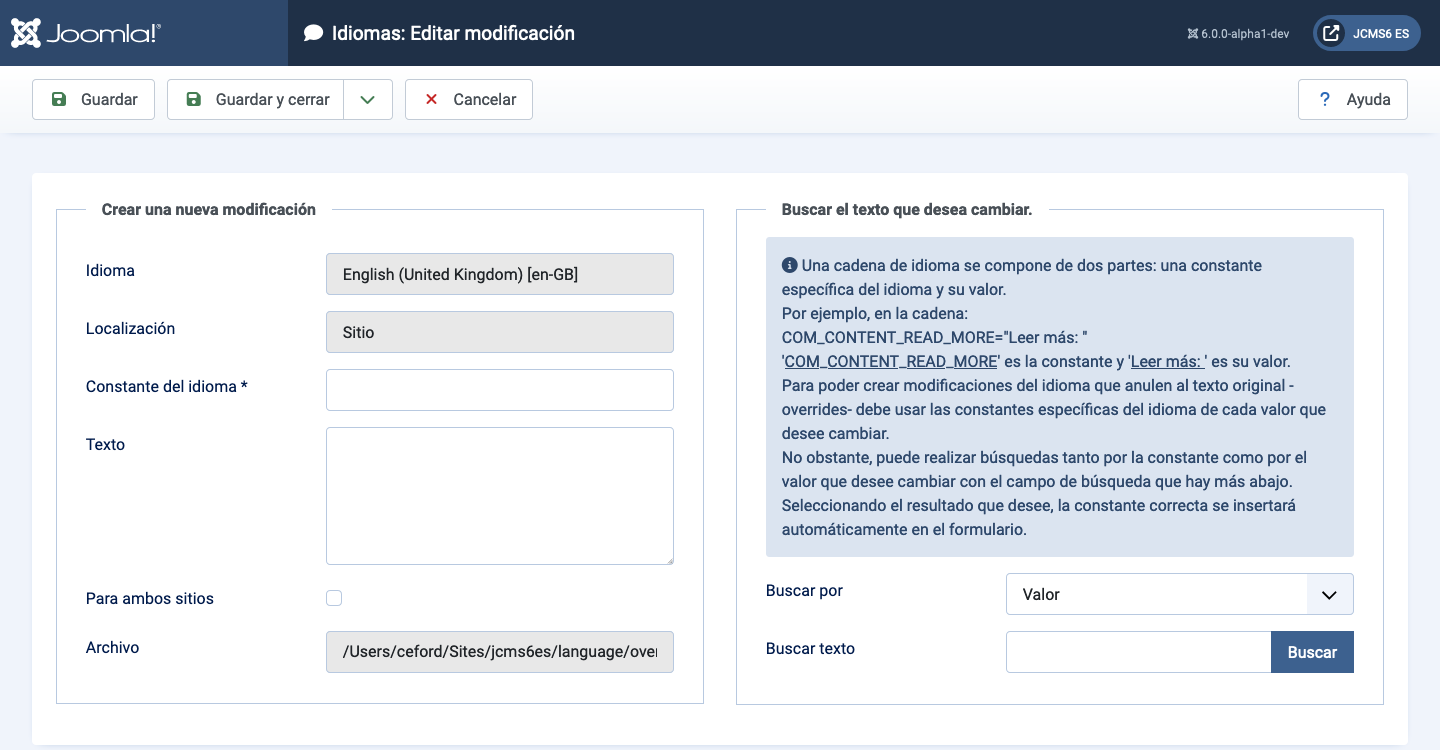 Joomla!®
Idiomas: Editar modificación
6.0.0-alpha1-dev
JCMS6 ES
Guardar
Guardar y cerrar
Cancelar
? Ayuda
Crear una nueva modificación
Idioma
English (United Kingdom) [en-GB]
Localización
Sitio
Constante del idioma *
Texto
Para ambos sitios
Archivo
/Users/ceford/Sites/jcms6es/language/over
Buscar el texto que desea cambiar.
Una cadena de idioma se compone de dos partes: una constante
específica del idioma y su valor.
Por ejemplo, en la cadena:
COM_CONTENT_READ_MORE="Leer más: "
'COM_CONTENT_READ_MORE' es la constante y 'Leer más: ' es su valor.
Para poder crear modificaciones del idioma que anulen al texto original -
overrides- debe usar las constantes específicas del idioma de cada valor que
desee cambiar.
No obstante, puede realizar búsquedas tanto por la constante como por el
valor que desee cambiar con el campo de búsqueda que hay más abajo.
Seleccionando el resultado que desee, la constante correcta se insertará
automáticamente en el formulario.
Buscar por
Valor
Buscar texto
Buscar